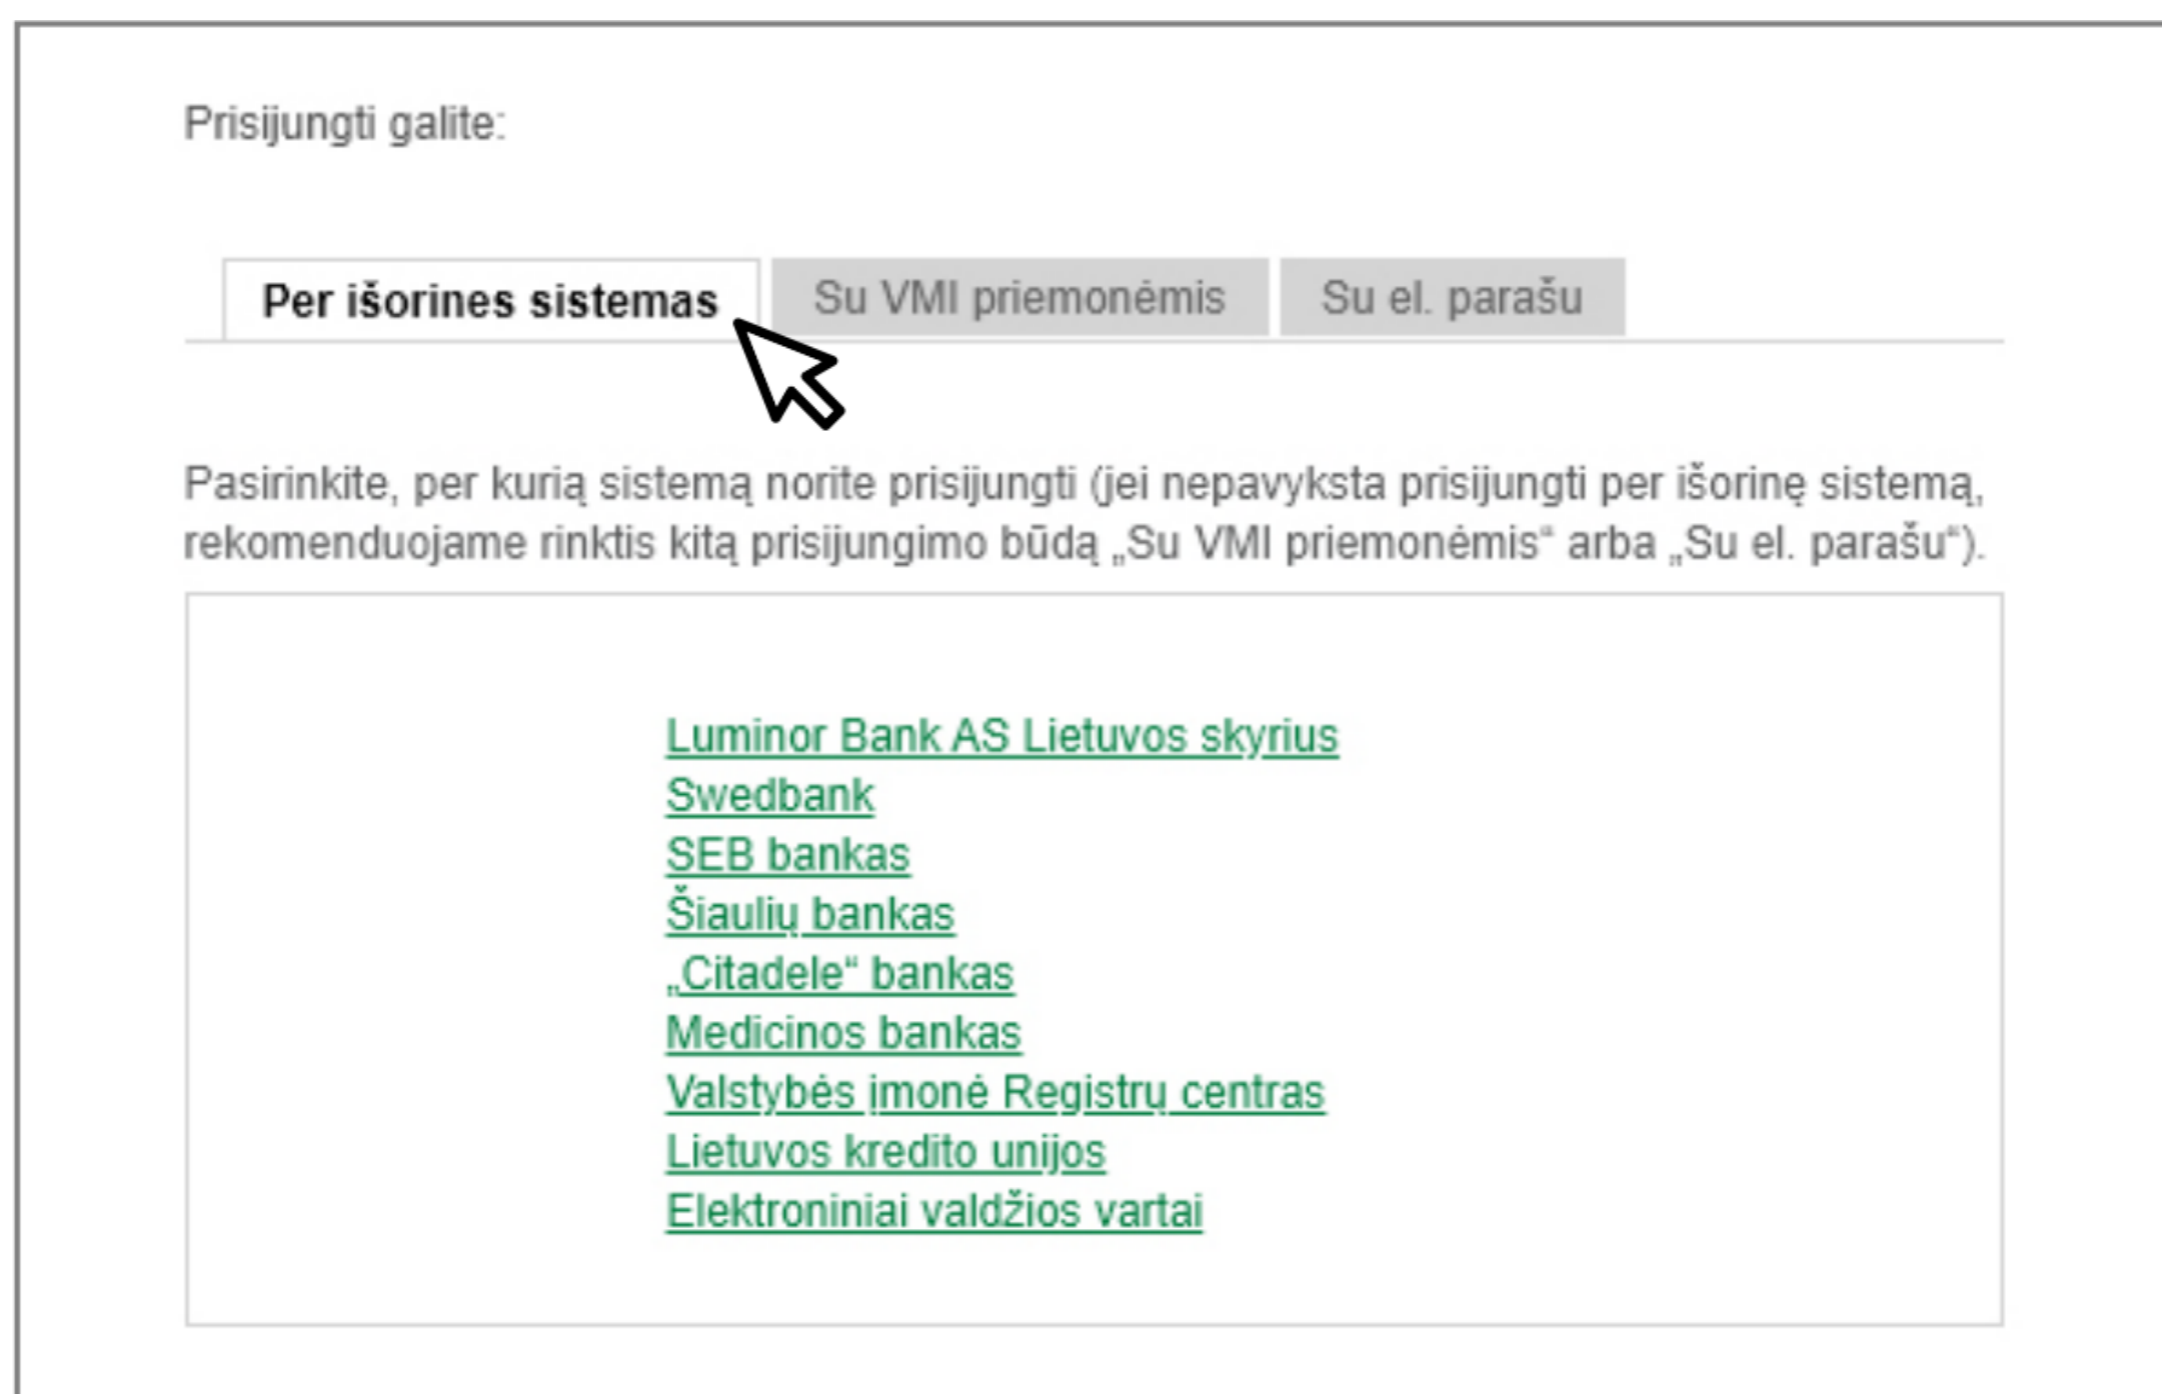 Prisijungti galite:
Per išorines sistemas
Su VMI priemonėmis
Su el. parašu
Pasirinkite, per kurią sistemą norite prisijungti (jei nepavyksta prisijungti per išorinę sistemą,
rekomenduojame rinktis kitą prisijungimo būdą „Su VMI priemonėmis“ arba „Su el. parašu“).
Luminor Bank AS Lietuvos skyrius
Swedbank
SEB bankas
Šiaulių bankas
„Citadele“ bankas
Medicinos bankas
Valstybės įmonė Registrų centras
Lietuvos kredito unijos
Elektroniniai valdžios vartai